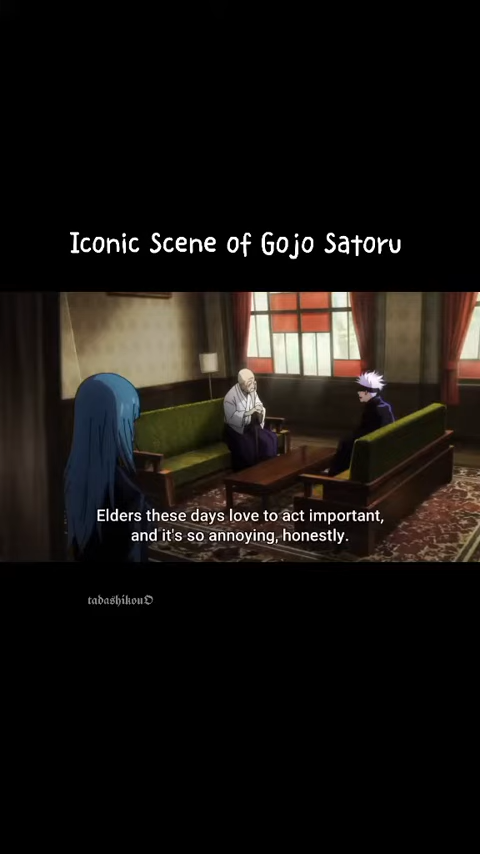 Iconic Scene of Gojo Satoru
Elders these days love to act important,
and it's so annoying, honestly.
tadashikouD